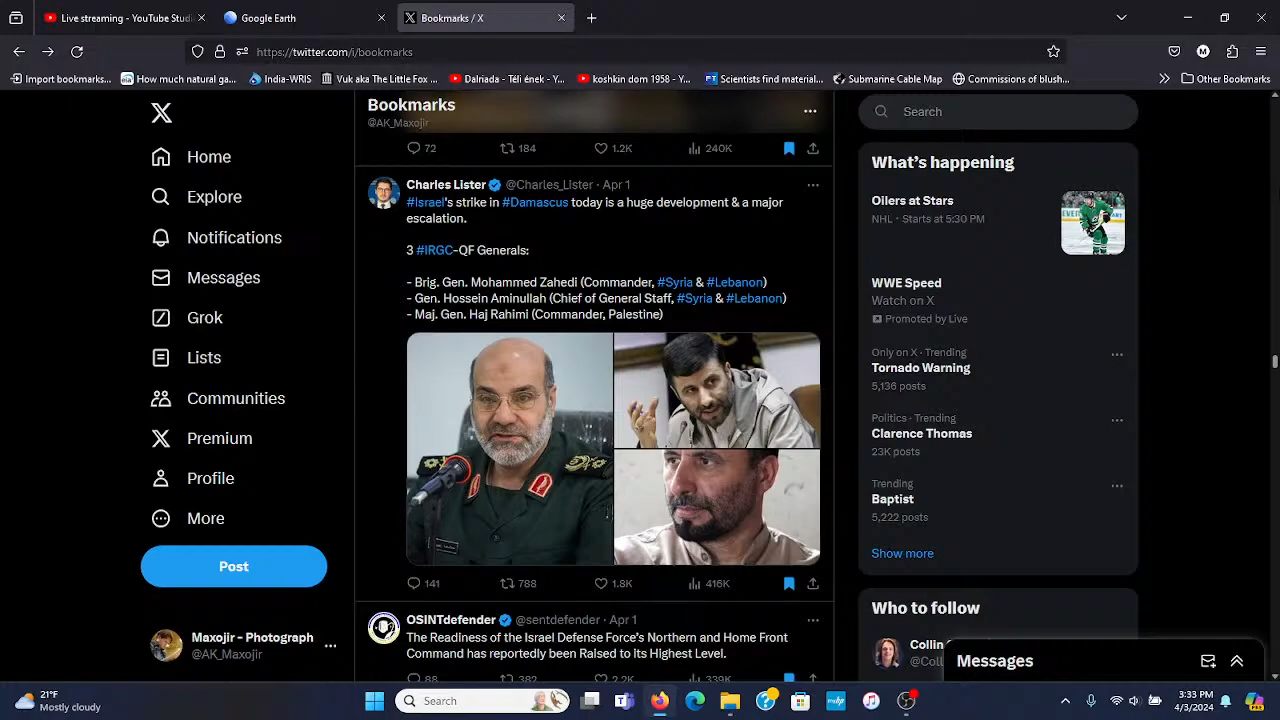 Live streaming - YouTube Studi
Google Earth
Bookmarks / X
https://twitter.com/i/bookmarks
Import bookmarks...
How much natural ga...
India-WRIS
Vuk aka The Little Fox ...
Dalriada - Téli ének - Y...
koshkin dom 1958 - Y...
Scientists find material...
Submarine Cable Map
Commissions of blush...
Other Bookmarks
Home
Explore
Notifications
Messages
Grok
Lists
Communities
Premium
Profile
More
Post
Maxojir - Photograph
@AK_Maxojir
Bookmarks
@AK_Maxojir
72 184 1.2K 240K
Charles Lister @Charles_Lister · Apr 1
#Israel's strike in #Damascus today is a huge development & a major
escalation.
3 #IRGC-QF Generals:
- Brig. Gen. Mohammed Zahedi (Commander, #Syria & #Lebanon)
- Gen. Hossein Aminullah (Chief of General Staff, #Syria & #Lebanon)
- Maj. Gen. Haj Rahimi (Commander, Palestine)
141 788 1.8K 416K
OSINTdefender @sentdefender · Apr 1
The Readiness of the Israel Defense Force's Northern and Home Front
Command has reportedly been Raised to its Highest Level.
88 382 2.2K 339K
Search
What's happening
Oilers at Stars
NHL · Starts at 5:30 PM
WWE Speed
Watch on X
Promoted by Live
Only on X · Trending
Tornado Warning
5,136 posts
Politics · Trending
Clarence Thomas
23K posts
Trending
Baptist
5,222 posts
Show more
Who to follow
Collin
@Coll
Messages
21°F
Mostly cloudy
Search
3:33 PM
4/3/2024